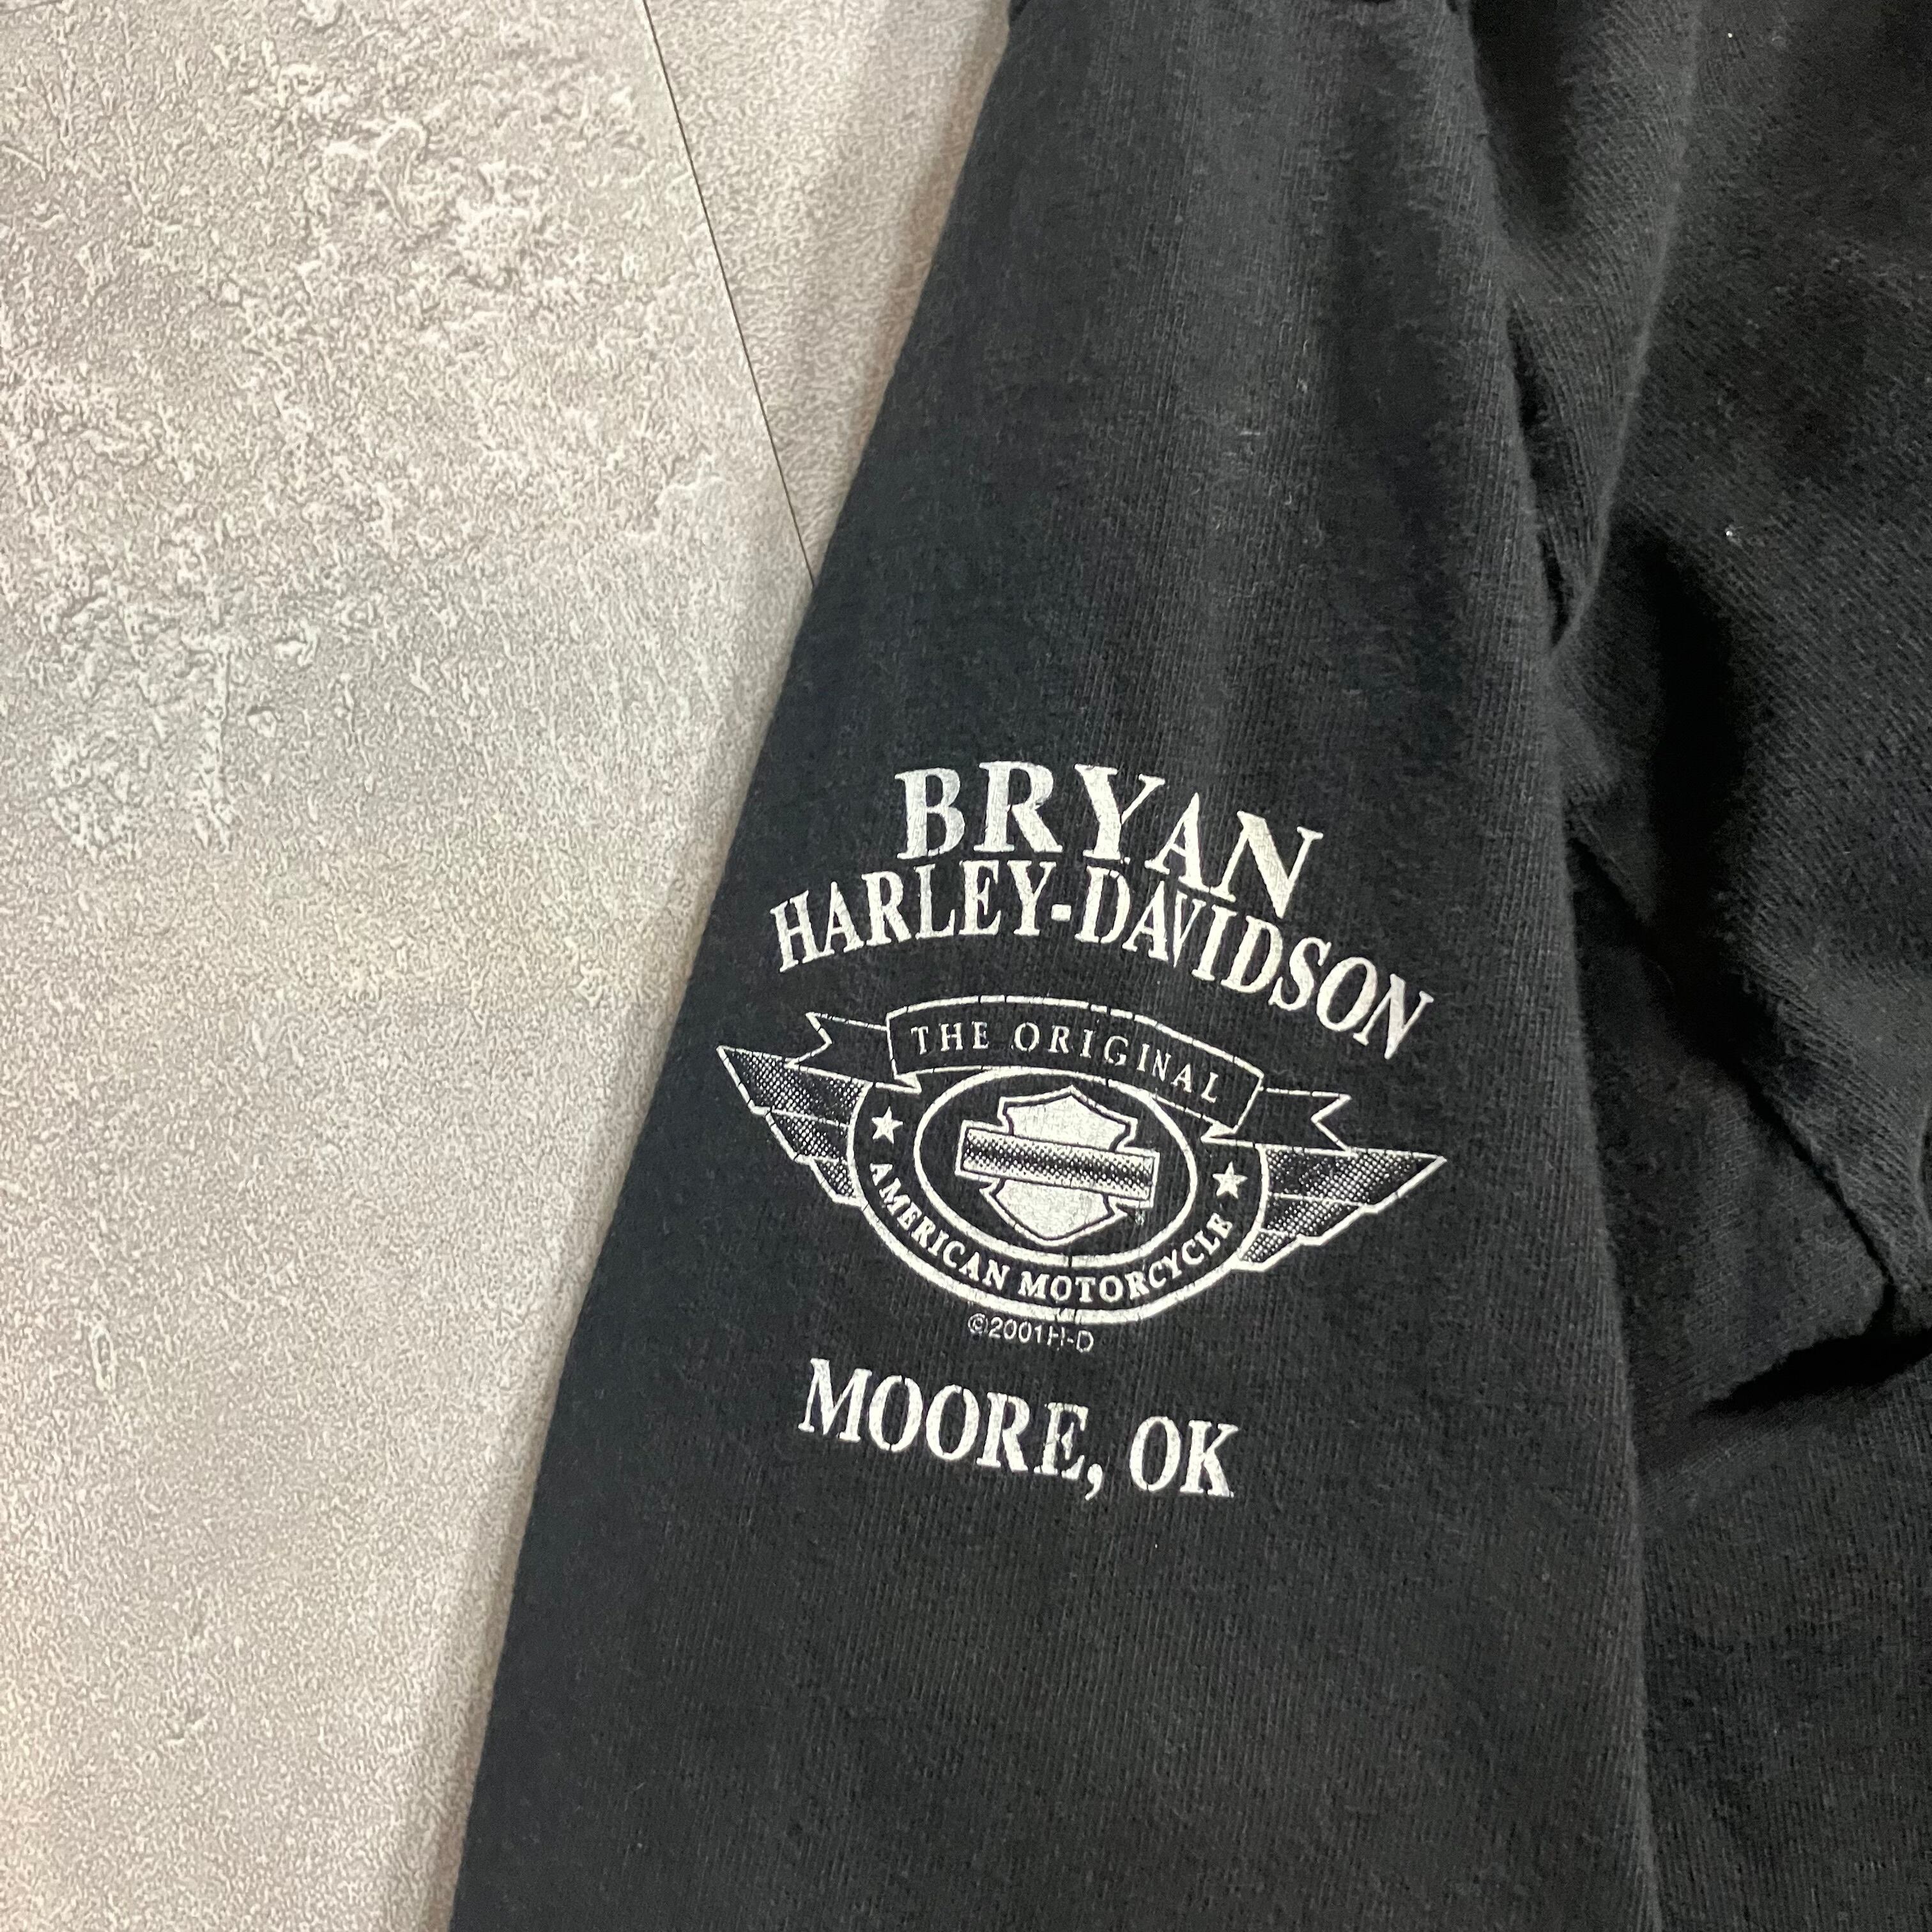 BRYAN
HARLEY-DAVIDSON
THE ORIGINAL
AMERICAN MOTORCYCLE
©2001 H-D
MOORE, OK